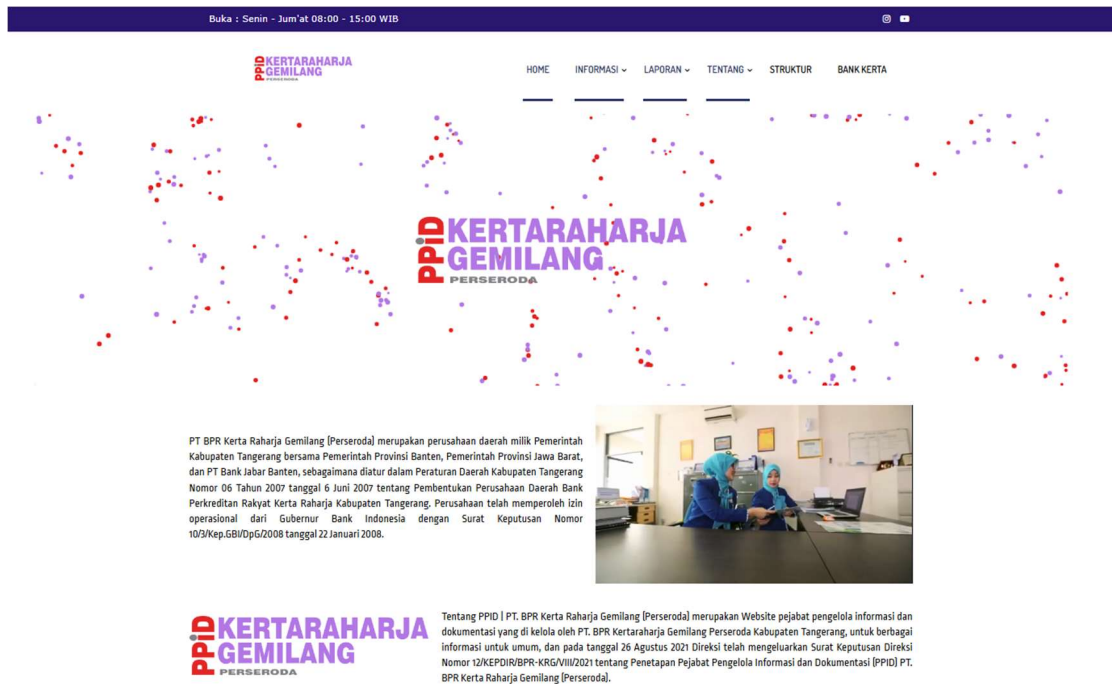 Buka : Senin - Jum'at 08:00 - 15:00 WIB
PPiD KERTARAHARJA
GEMILANG
PERSERODA
HOME INFORMASI LAPORAN TENTANG STRUKTUR BANK KERTA
PPiD KERTARAHARJA
GEMILANG
PERSERODA
PT BPR Kerta Raharja Gemilang (Perseroda) merupakan perusahaan daerah milik Pemerintah
Kabupaten Tangerang bersama Pemerintah Provinsi Banten, Pemerintah Provinsi Jawa Barat,
dan PT Bank Jabar Banten, sebagaimana diatur dalam Peraturan Daerah Kabupaten Tangerang
Nomor 06 Tahun 2007 tanggal 6 Juni 2007 tentang Pembentukan Perusahaan Daerah Bank
Perkreditan Rakyat Kerta Raharja Kabupaten Tangerang. Perusahaan telah memperoleh izin
operasional dari Gubernur Bank Indonesia dengan Surat Keputusan Nomor
10/3/Kep.GBI/DpG/2008 tanggal 22 Januari 2008.
PPiD KERTARAHARJA
GEMILANG
PERSERODA
Tentang PPID | PT. BPR Kerta Raharja Gemilang (Perseroda) merupakan Website pejabat pengelola informasi dan
dokumentasi yang di kelola oleh PT. BPR Kertaraharja Gemilang Perseroda Kabupaten Tangerang, untuk berbagai
informasi untuk umum, dan pada tanggal 26 Agustus 2021 Direksi telah mengeluarkan Surat Keputusan Direksi
Nomor 12/KEPDIR/BPR-KRG/VIII/2021 tentang Penetapan Pejabat Pengelola Informasi dan Dokumentasi (PPID) PT.
BPR Kerta Raharja Gemilang (Perseroda).